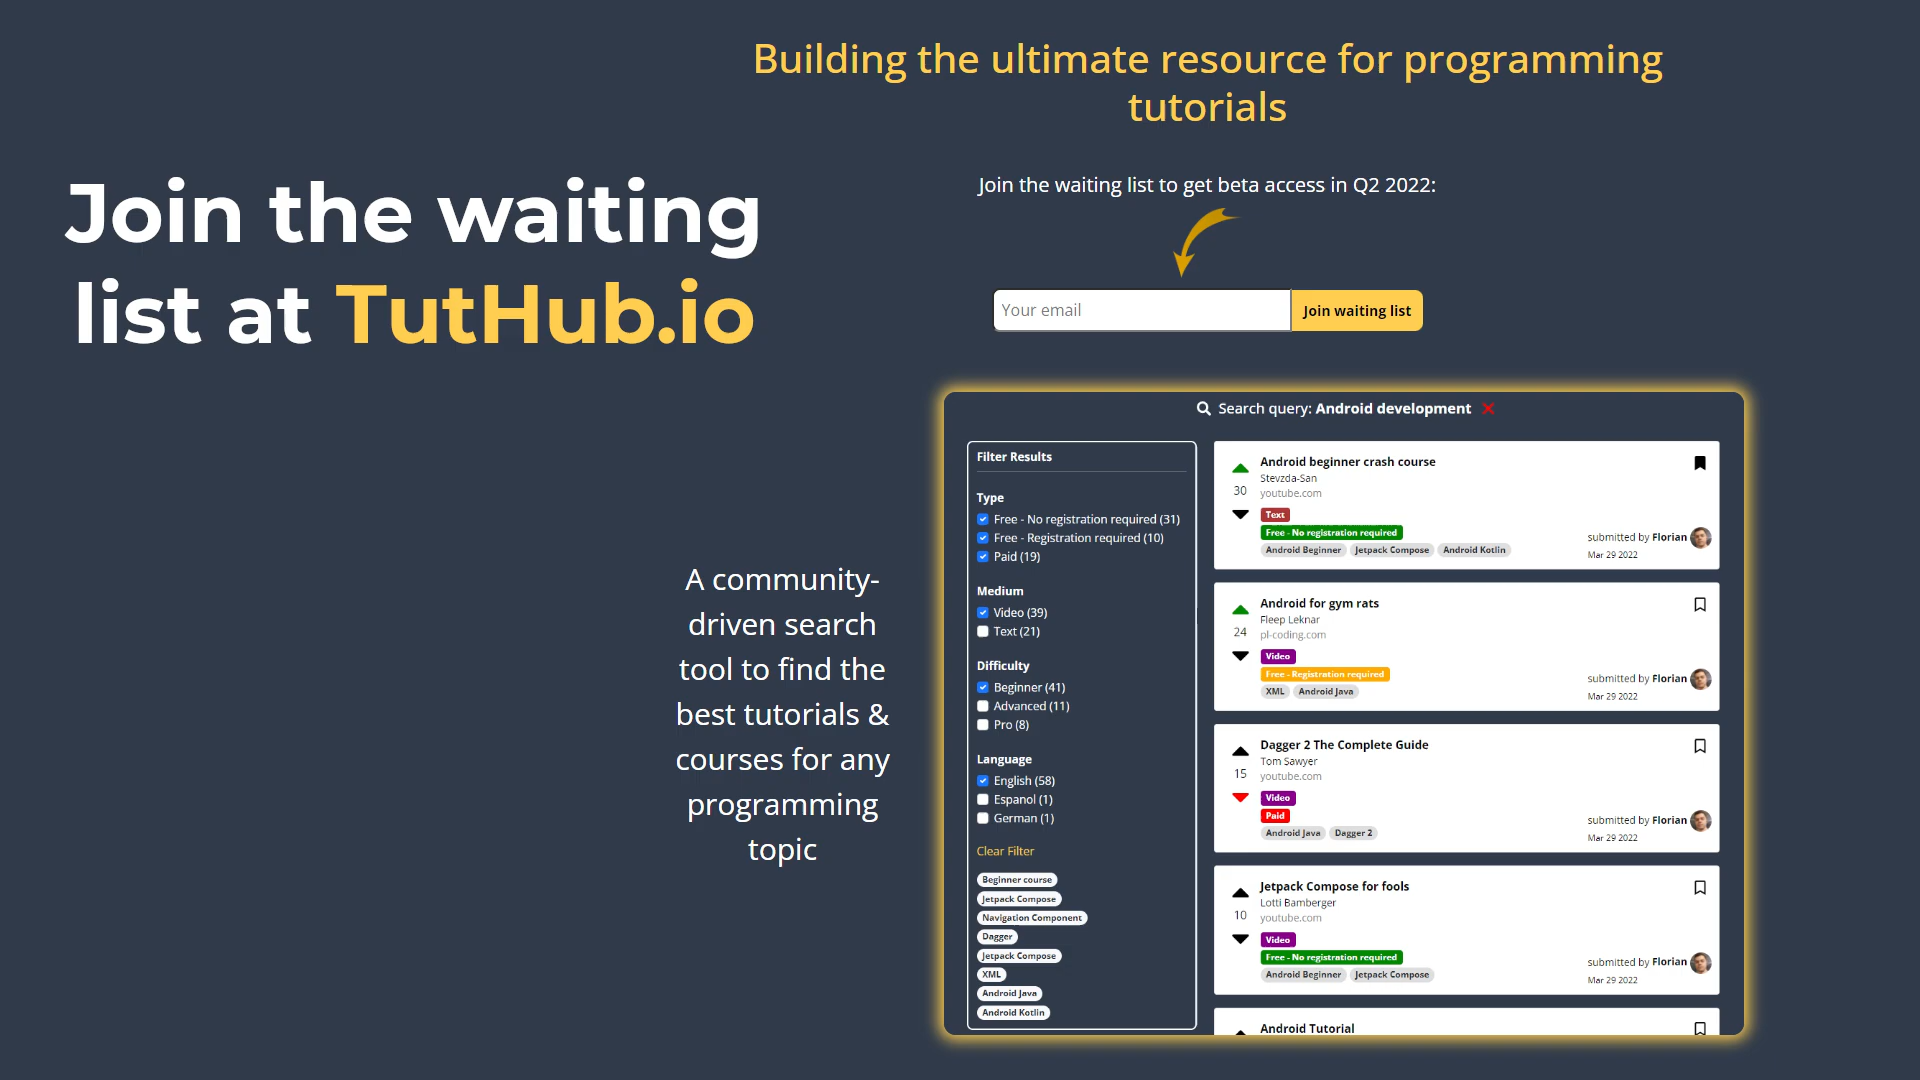 Building the ultimate resource for programming
tutorials
Join the waiting
list at TutHub.io
Join the waiting list to get beta access in Q2 2022:
Your email
Join waiting list
A community-
driven search
tool to find the
best tutorials &
courses for any
programming
topic
Search query: Android development
Filter Results
Type
Free - No registration required (31)
Free - Registration required (10)
Paid (19)
Medium
Video (39)
Text (21)
Difficulty
Beginner (41)
Advanced (11)
Pro (8)
Language
English (58)
Espanol (1)
German (1)
Clear Filter
Beginner course
Jetpack Compose
Navigation Component
Dagger
Jetpack Compose
XML
Android Java
Android Kotlin
Android beginner crash course
Stevzda-San
30
youtube.com
Text
Free - No registration required
Android Beginner Jetpack Compose Android Kotlin
submitted by Florian
Mar 29 2022
Android for gym rats
Fleep Leknar
24
pl-coding.com
Video
Free - Registration required
XML Android Java
submitted by Florian
Mar 29 2022
Dagger 2 The Complete Guide
Tom Sawyer
15
youtube.com
Video
Paid
Android Java Dagger 2
submitted by Florian
Mar 29 2022
Jetpack Compose for fools
Lotti Bamberger
10
youtube.com
Video
Free - No registration required
Android Beginner Jetpack Compose
submitted by Florian
Mar 29 2022
Android Tutorial